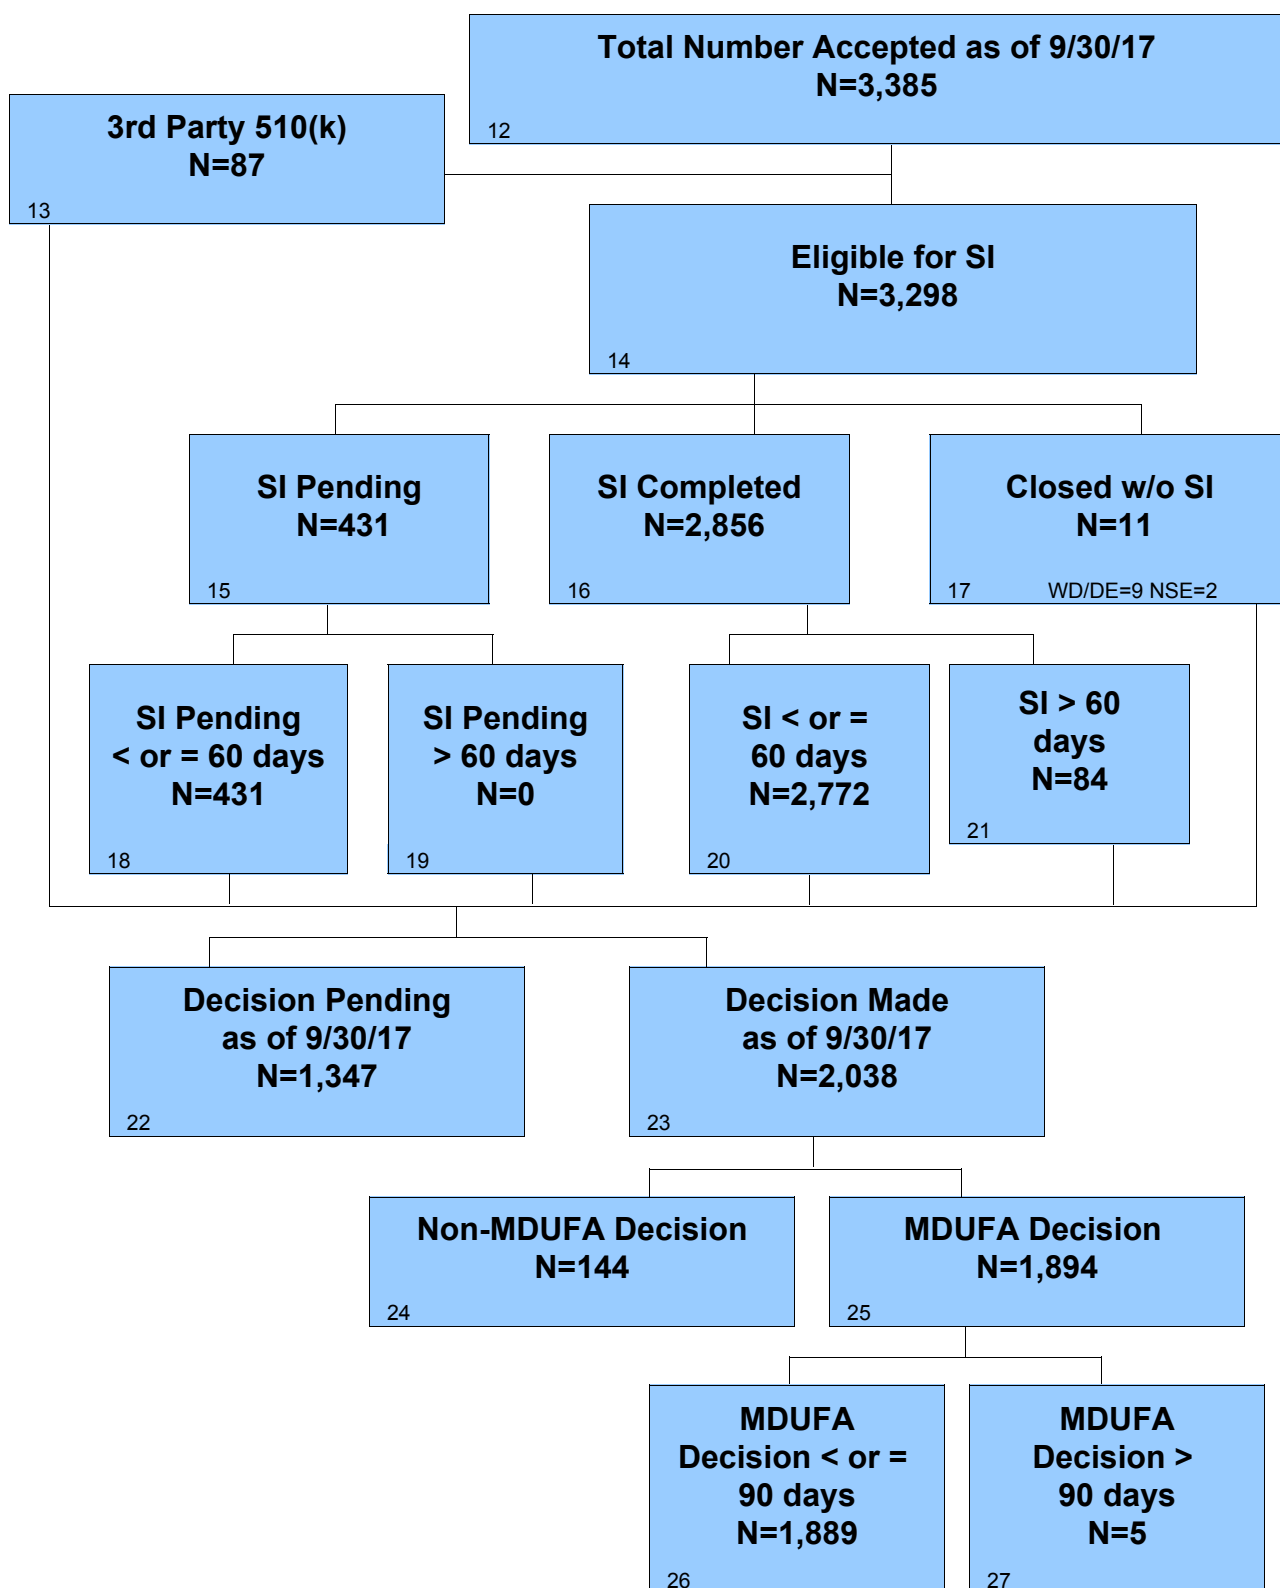 Total Number Accepted as of 9/30/17
N=3,385
12
3rd Party 510(k)
N=87
13
Eligible for SI
N=3,298
14
SI Pending
N=431
15
SI Completed
N=2,856
16
Closed w/o SI
N=11
17 WD/DE=9 NSE=2
SI Pending
< or = 60 days
N=431
18
SI Pending
> 60 days
N=0
19
SI < or =
60 days
N=2,772
20
SI > 60
days
N=84
21
Decision Pending
as of 9/30/17
N=1,347
22
Decision Made
as of 9/30/17
N=2,038
23
Non-MDUFA Decision
N=144
24
MDUFA Decision
N=1,894
25
MDUFA
Decision < or =
90 days
N=1,889
26
MDUFA
Decision >
90 days
N=5
27